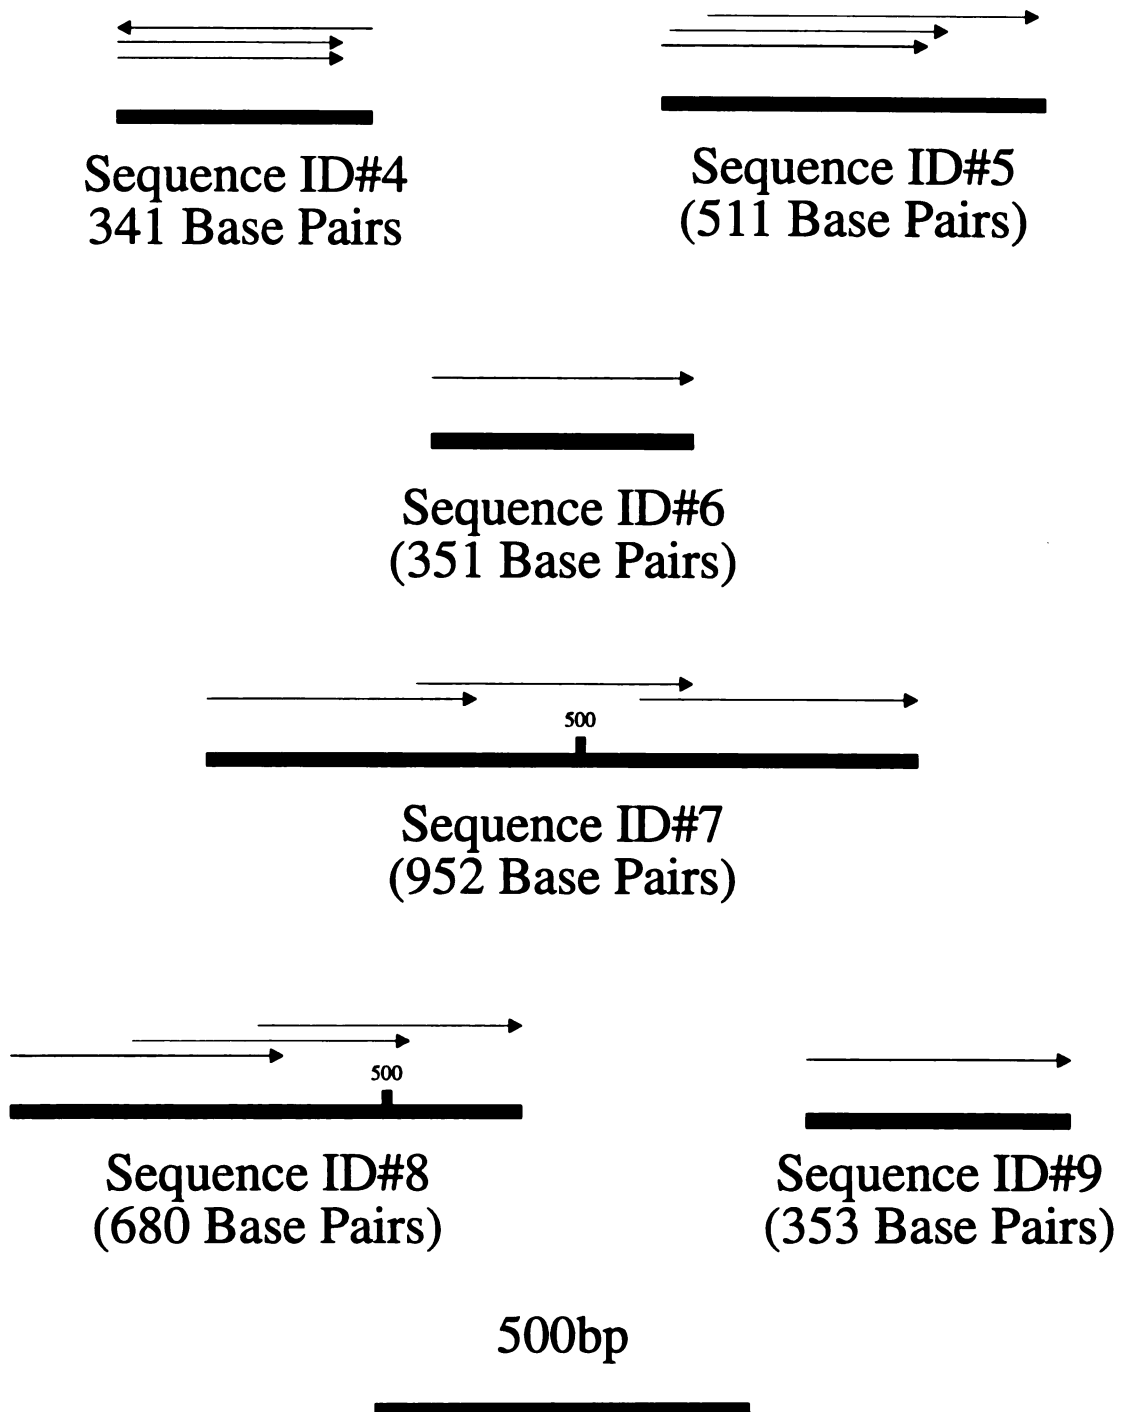 Sequence ID#4
341 Base Pairs
Sequence ID#5
(511 Base Pairs)
Sequence ID#6
(351 Base Pairs)
500
Sequence ID#7
(952 Base Pairs)
500
Sequence ID#8
(680 Base Pairs)
Sequence ID#9
(353 Base Pairs)
500bp